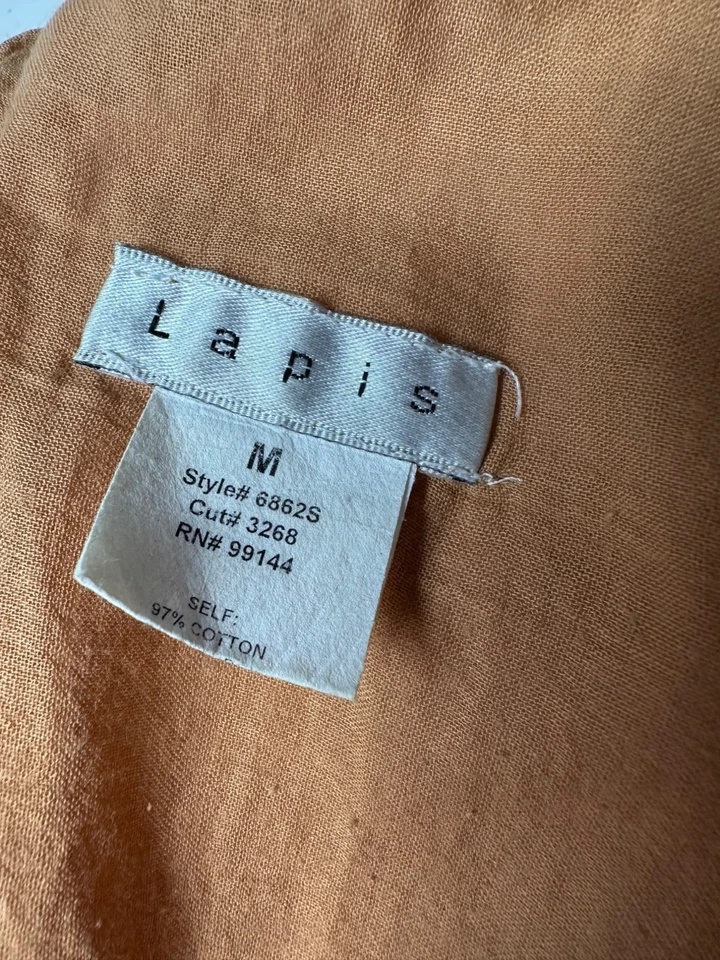 Lapis
M
Style# 6862S
Cut# 3268
RN# 99144
SELF:
97% COTTON